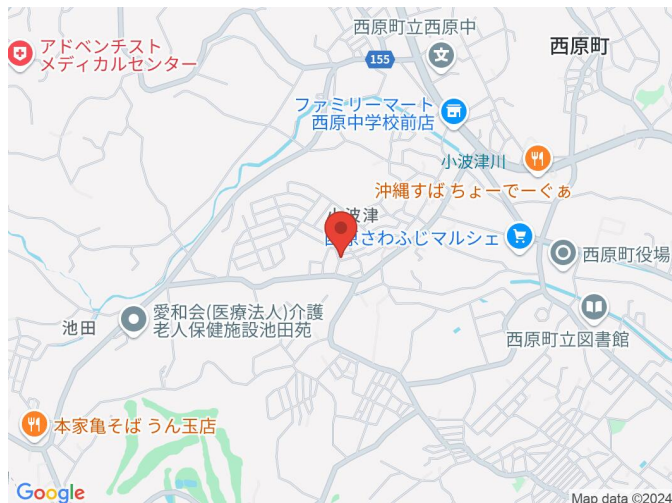 アドベンチスト
メディカルセンター
西原町立西原中
文
155
西原町
ファミリーマート
西原中学校前店
小波津川
沖縄すば ちょーでーぐぁ
小波津
西原さわふじマルシェ
西原町役場
池田
愛和会(医療法人)介護
老人保健施設池田苑
西原町立図書館
本家亀そば うん玉店
Google
Map data ©2024